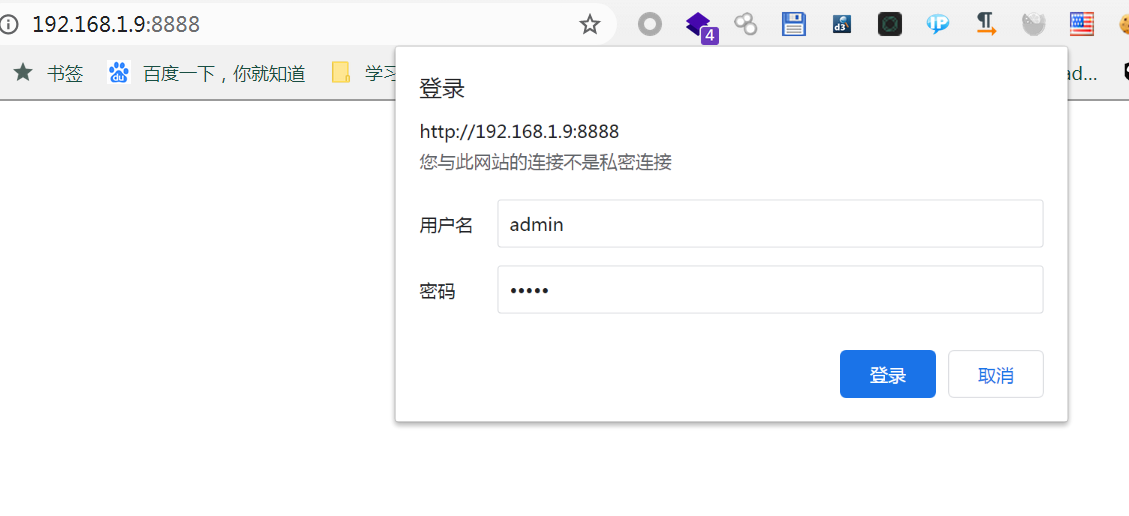 192.168.1.9:8888
4
d3
IP
书签
du
百度一下，你就知道
学习
ad...
登录
http://192.168.1.9:8888
您与此网站的连接不是私密连接
用户名
admin
密码
•••••
登录
取消